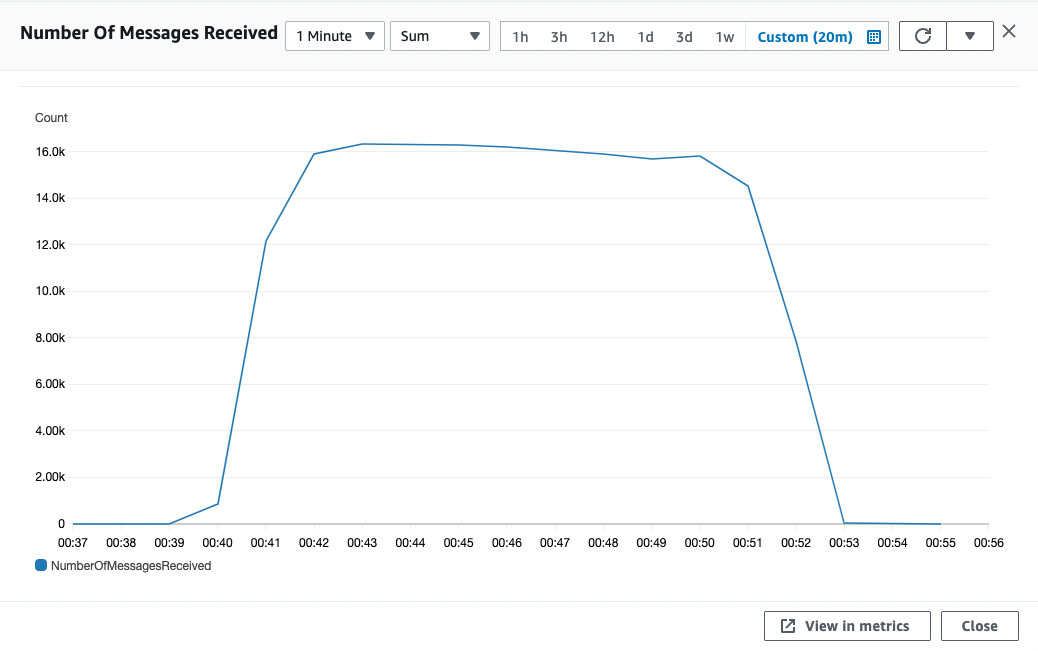 Number Of Messages Received 1 Minute Sum 1h 3h 12h 1d 3d 1w Custom (20m)
Count
16.0k
14.0k
12.0k
10.0k
8.00k
6.00k
4.00k
2.00k
0
00:37 00:38 00:39 00:40 00:41 00:42 00:43 00:44 00:45 00:46 00:47 00:48 00:49 00:50 00:51 00:52 00:53 00:54 00:55 00:56
NumberOfMessagesReceived
View in metrics Close